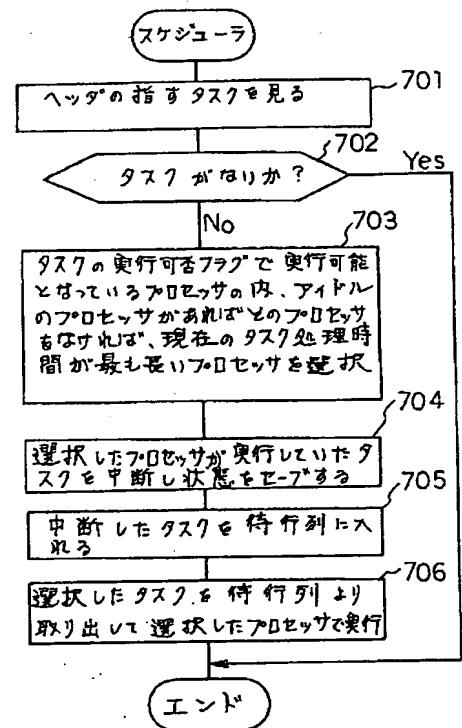 スケジューラ
701
ヘッダの指すタスクを見る
702
タスクがないか？
Yes
No
703
タスクの実行可否フラグで実行可能
となっているプロセッサの内、アイドル
のプロセッサがあればそのプロセッサ
をなければ、現在のタスク処理時
間が最も長いプロセッサを選択
704
選択したプロセッサが実行していたタ
スクを中断し状態をセーブする
705
中断したタスクを待行列に入
れる
706
選択したタスクを待行列より
取り出して選択したプロセッサで実行
エンド